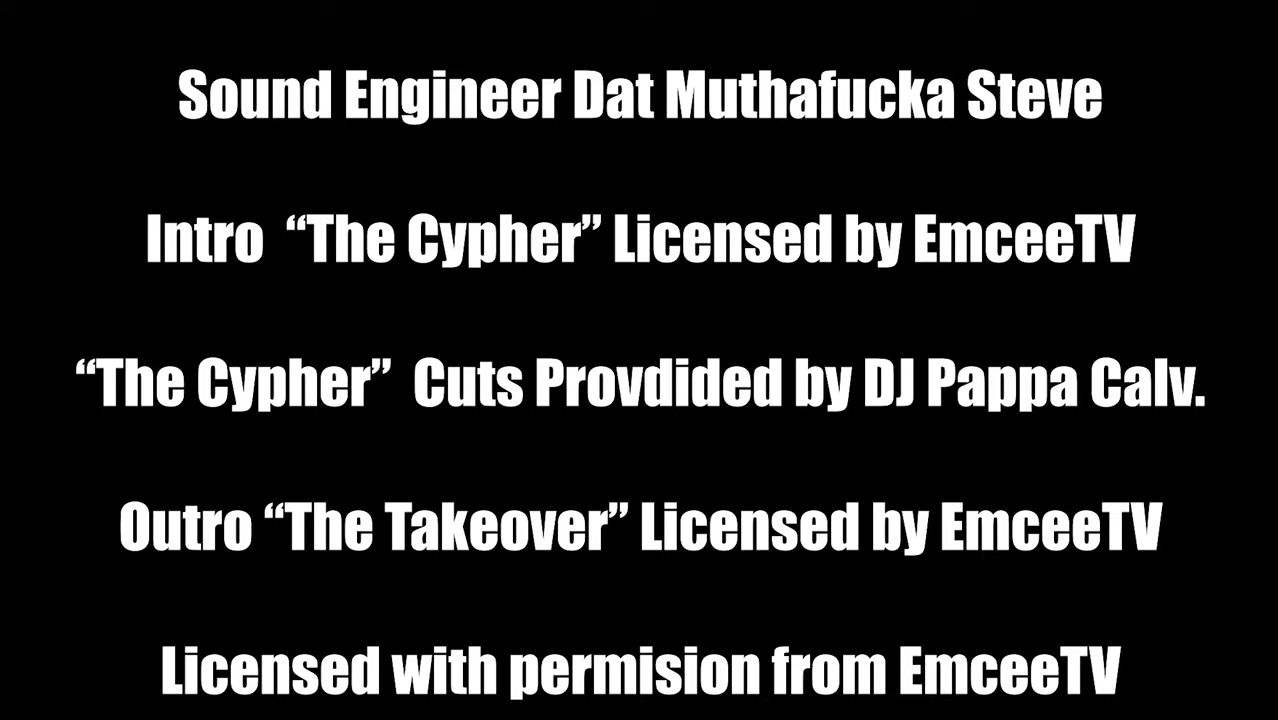 Sound Engineer Dat Muthafucka Steve
Intro  “The Cypher” Licensed by EmceeTV
“The Cypher”  Cuts Provdided by DJ Pappa Calv.
Outro “The Takeover” Licensed by EmceeTV
Licensed with permision from EmceeTV